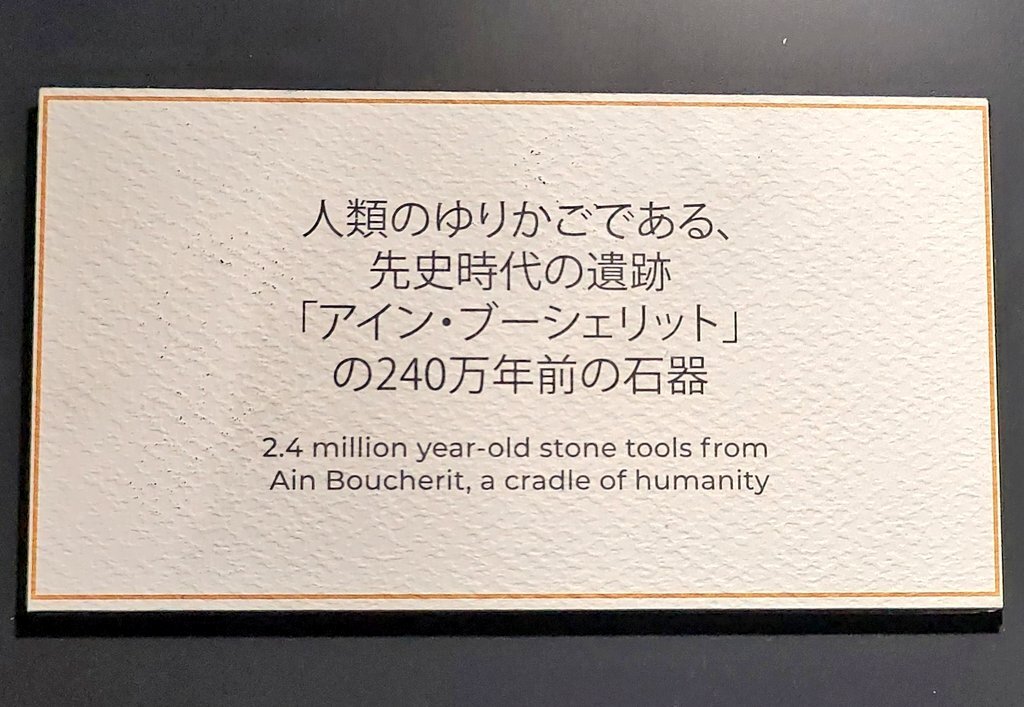 人類のゆりかごである、
先史時代の遺跡
「アイン・ブーシェリット」
の240万年前の石器
2.4 million year-old stone tools from
Ain Boucherit, a cradle of humanity